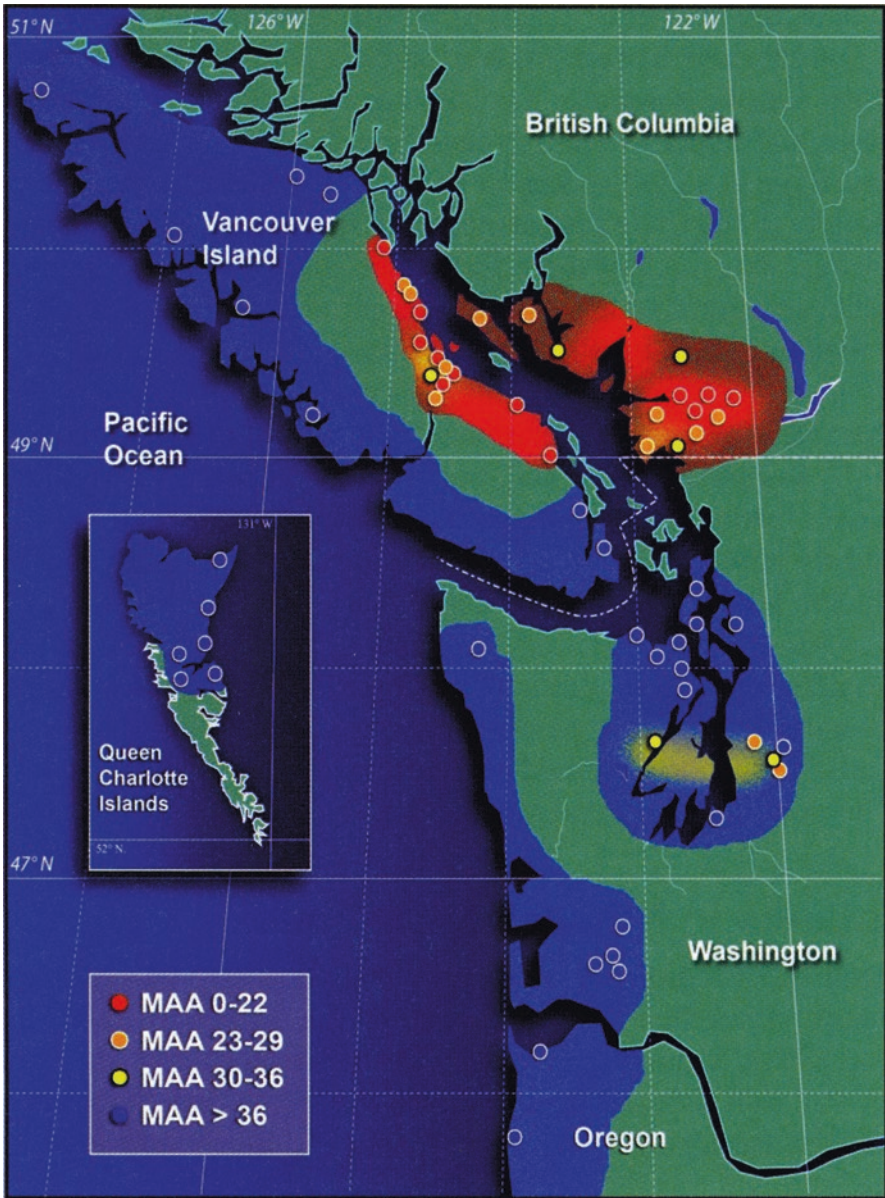 51° N
126° W
122° W
British Columbia
Vancouver
Island
Pacific
Ocean
49° N
131° W
Queen
Charlotte
Islands
52° N.
47° N
Washington
MAA 0-22
MAA 23-29
MAA 30-36
MAA > 36
Oregon